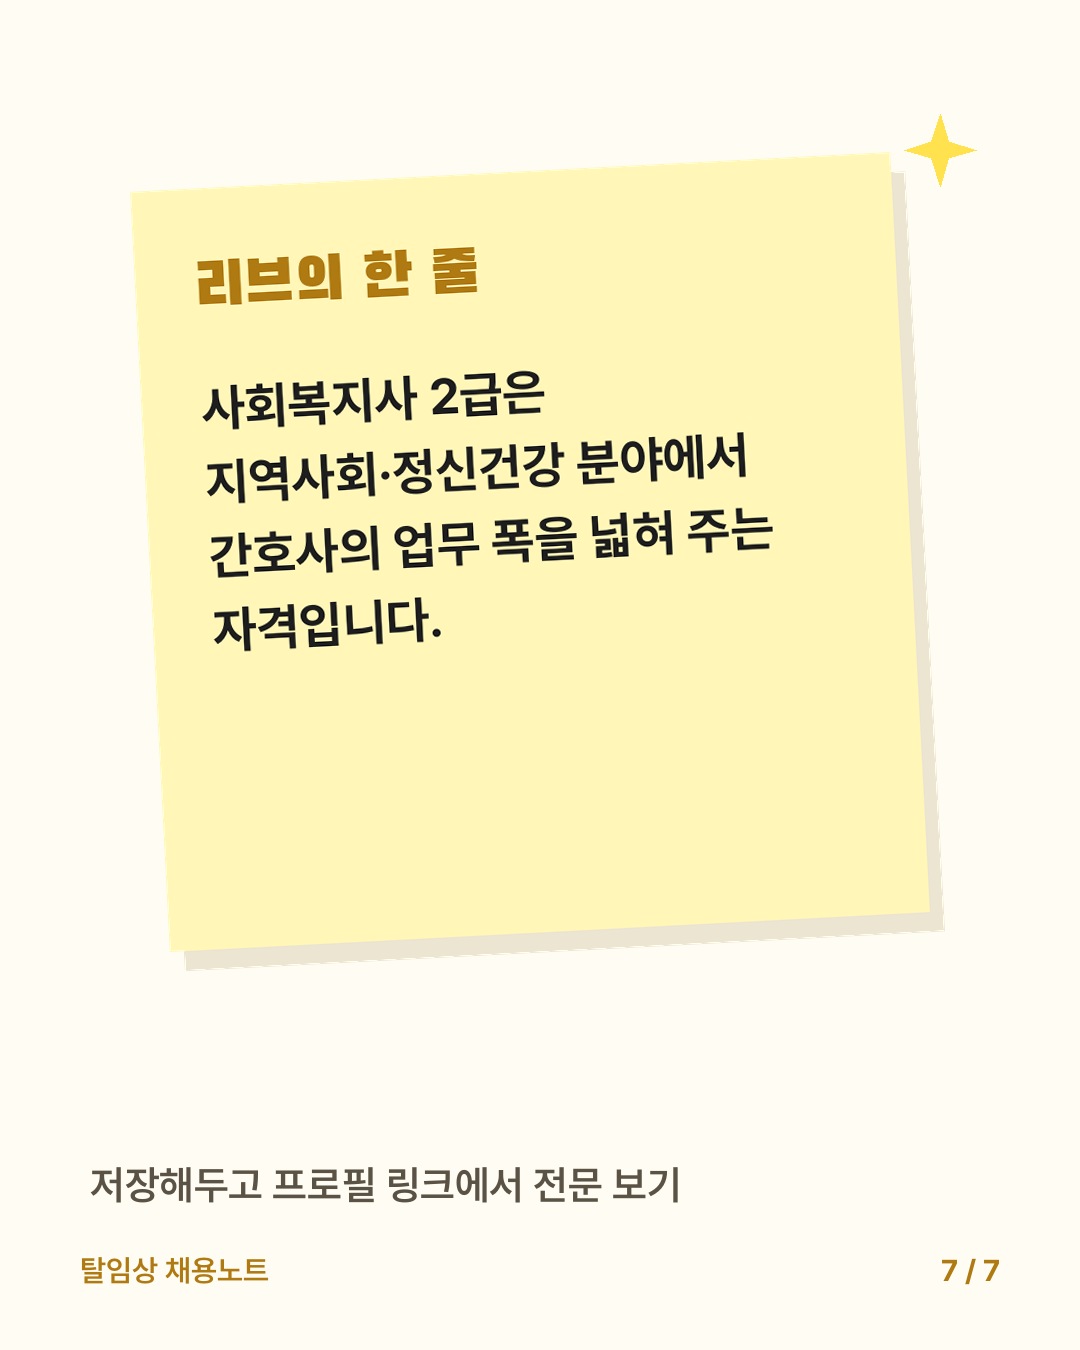 리브의 한 줄
사회복지사 2급은
지역사회·정신건강 분야에서
간호사의 업무 폭을 넓혀 주는
자격입니다.
저장해두고 프로필 링크에서 전문 보기
탈임상 채용노트
7 / 7